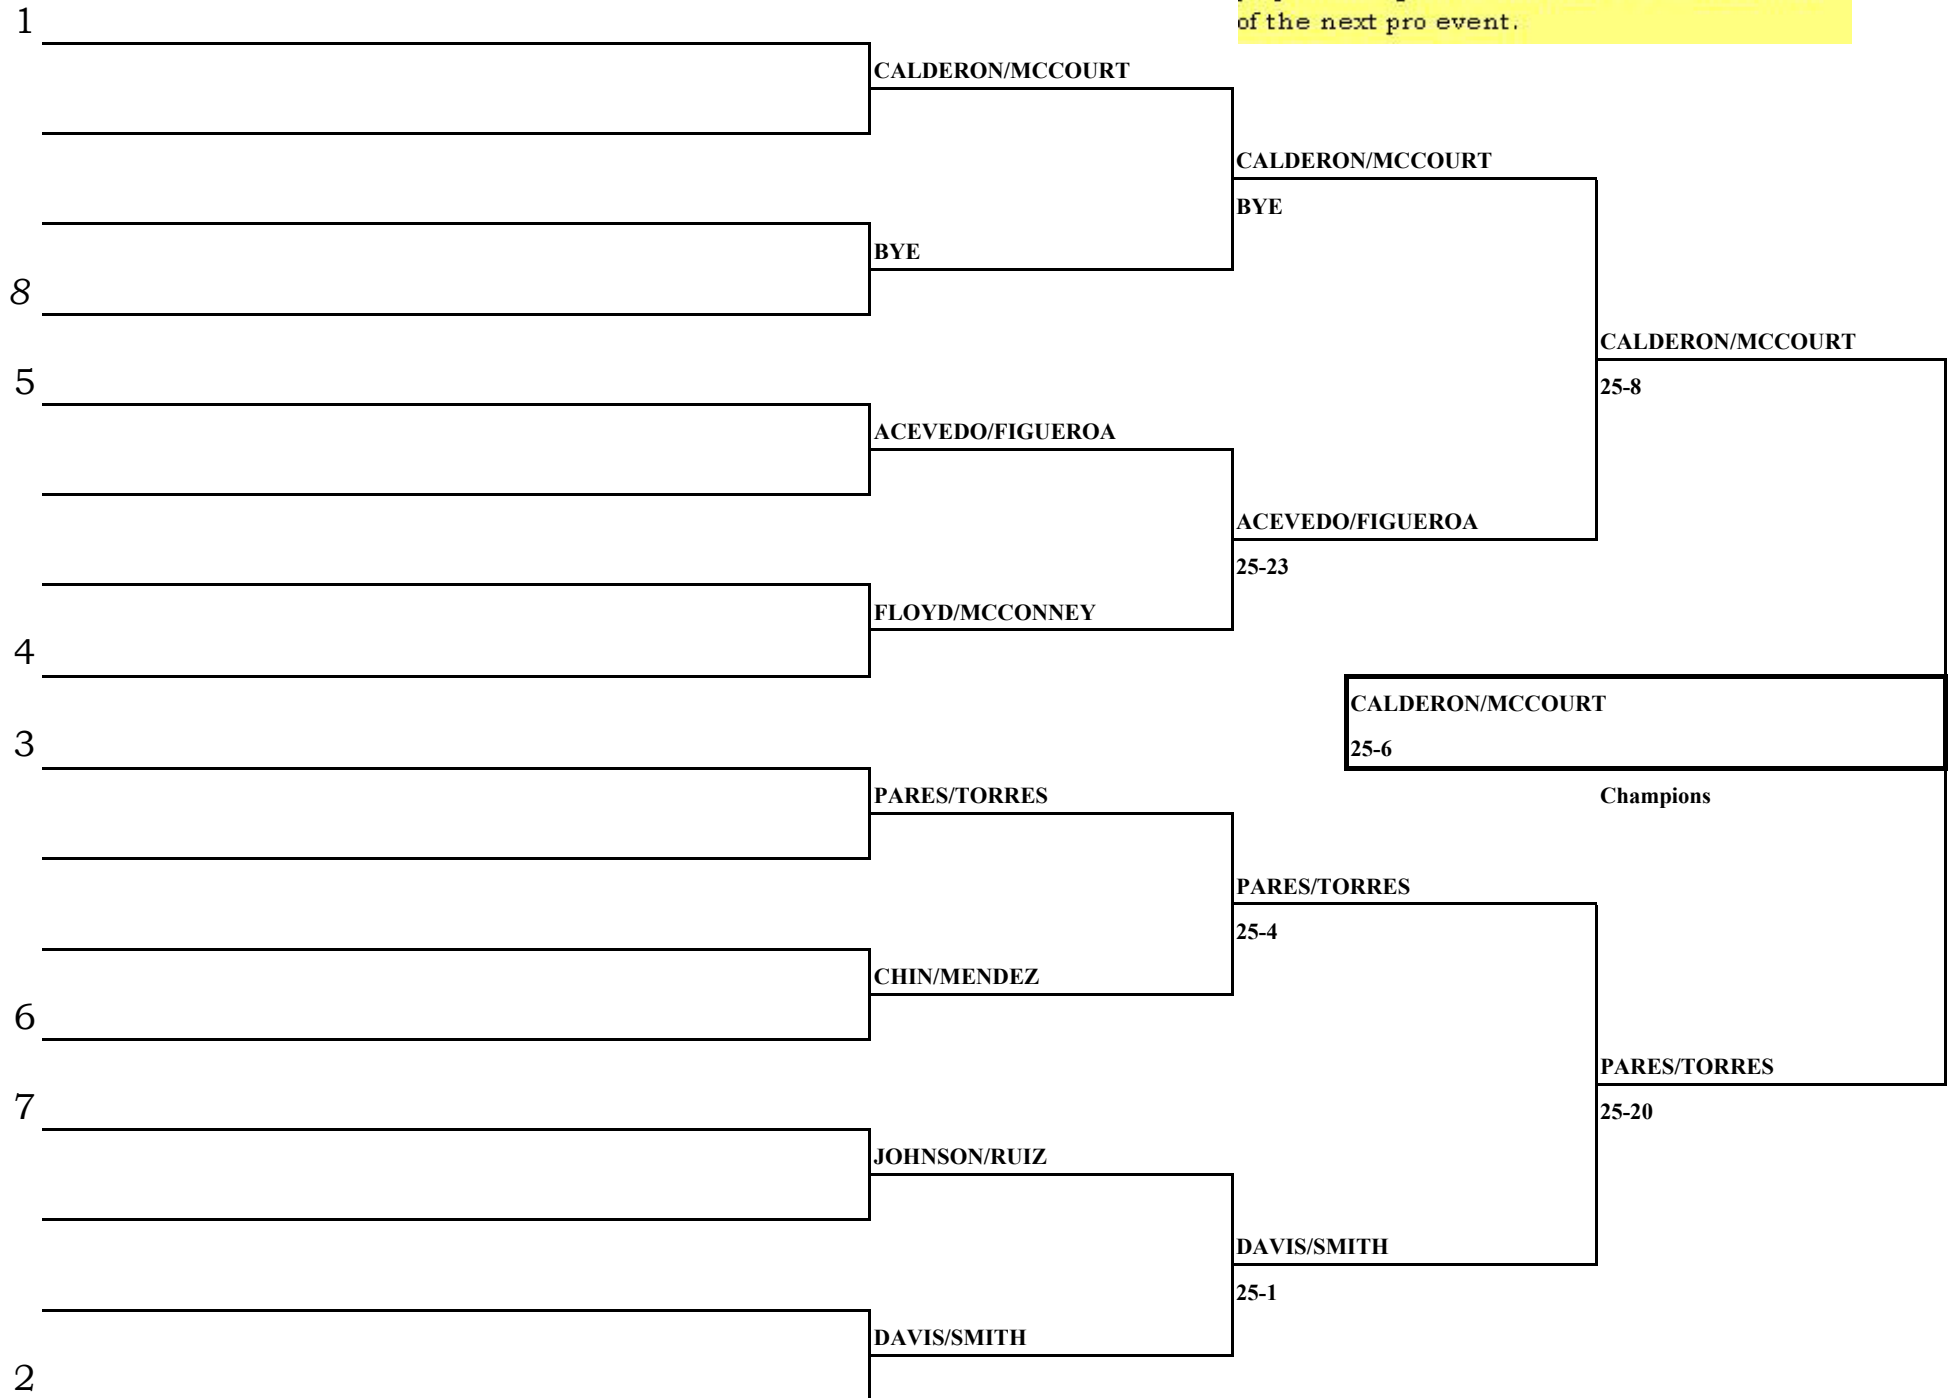 of the next pro event.
1
CALDERON/MCCOURT
CALDERON/MCCOURT
BYE
BYE
8
CALDERON/MCCOURT
5
25-8
ACEVEDO/FIGUEROA
ACEVEDO/FIGUEROA
25-23
FLOYD/MCCONNEY
4
CALDERON/MCCOURT
3
25-6
PARES/TORRES
Champions
PARES/TORRES
25-4
CHIN/MENDEZ
6
PARES/TORRES
7
25-20
JOHNSON/RUIZ
DAVIS/SMITH
25-1
DAVIS/SMITH
2